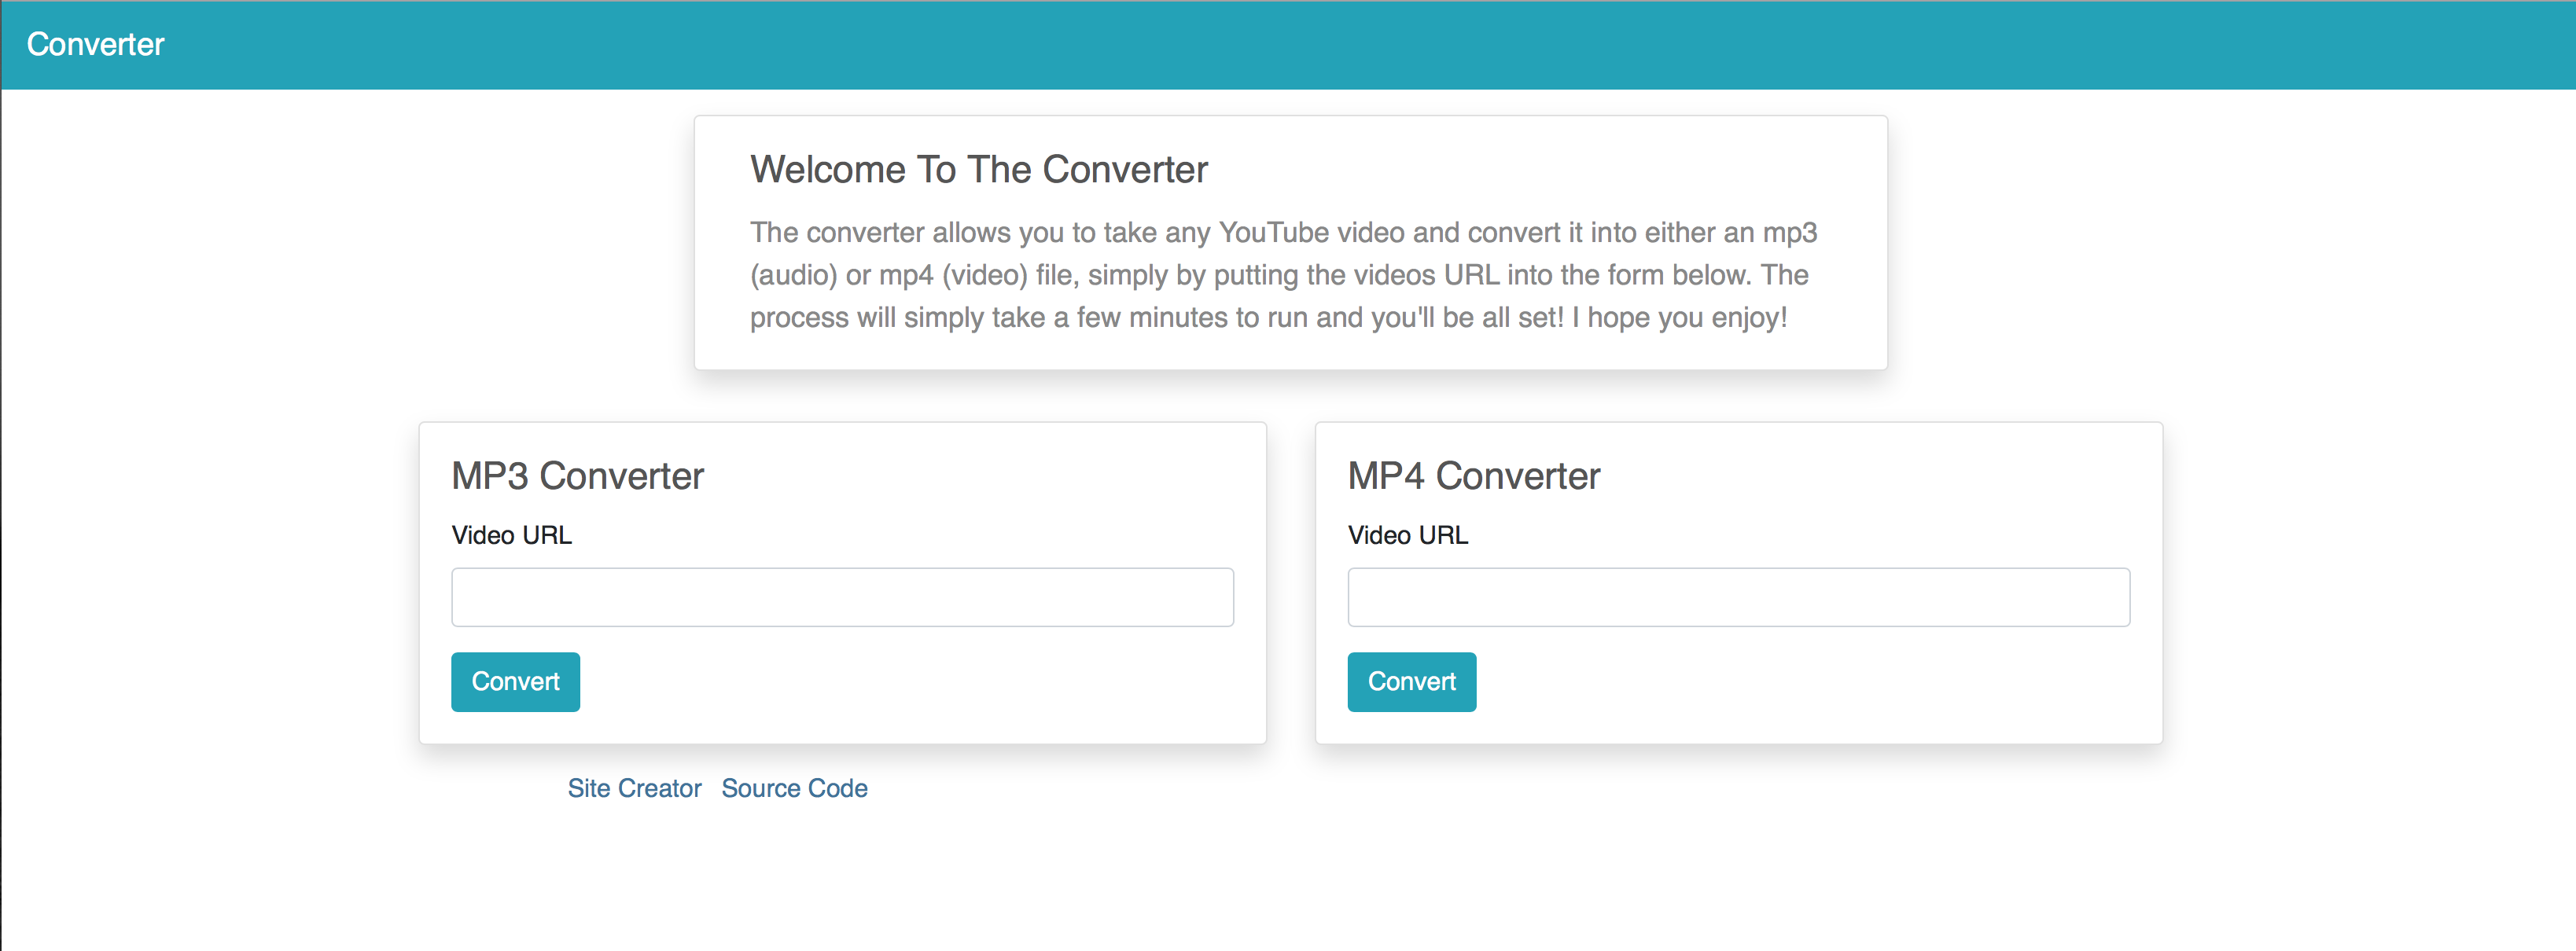 Converter
Welcome To The Converter
The converter allows you to take any YouTube video and convert it into either an mp3
(audio) or mp4 (video) file, simply by putting the videos URL into the form below. The
process will simply take a few minutes to run and you'll be all set! I hope you enjoy!
MP3 Converter
Video URL
Convert
MP4 Converter
Video URL
Convert
Site Creator Source Code